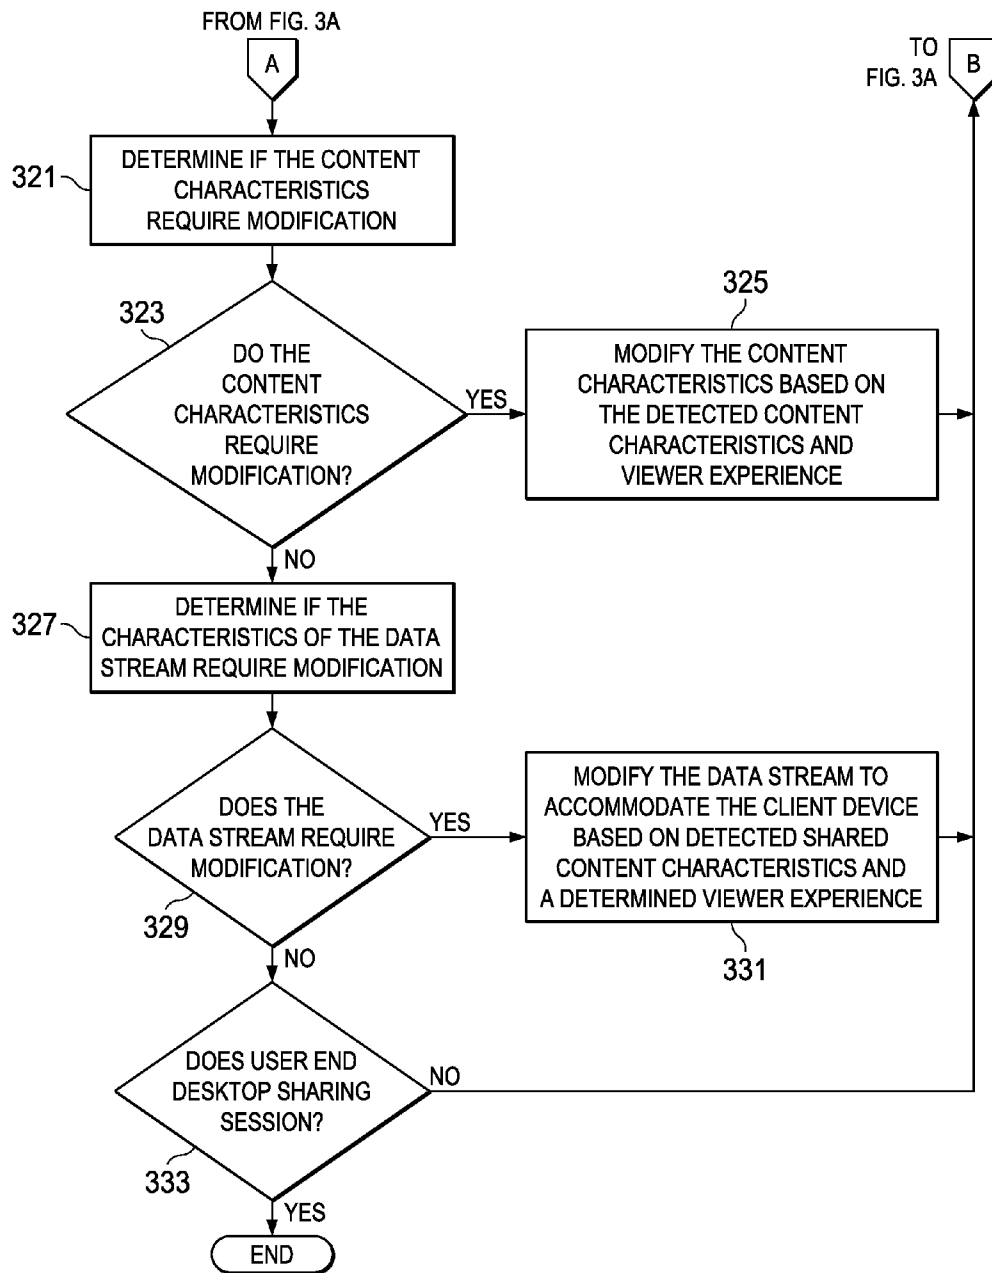 FROM FIG. 3A
A
TO
FIG. 3A
B
321
DETERMINE IF THE CONTENT
CHARACTERISTICS
REQUIRE MODIFICATION
323
DO THE
CONTENT
CHARACTERISTICS
REQUIRE
MODIFICATION?
YES
325
MODIFY THE CONTENT
CHARACTERISTICS BASED ON
THE DETECTED CONTENT
CHARACTERISTICS AND
VIEWER EXPERIENCE
NO
327
DETERMINE IF THE
CHARACTERISTICS OF THE DATA
STREAM REQUIRE MODIFICATION
DOES THE
DATA STREAM REQUIRE
MODIFICATION?
329
YES
MODIFY THE DATA STREAM TO
ACCOMMODATE THE CLIENT DEVICE
BASED ON DETECTED SHARED
CONTENT CHARACTERISTICS AND
A DETERMINED VIEWER EXPERIENCE
331
NO
DOES USER END
DESKTOP SHARING
SESSION?
333
NO
YES
END